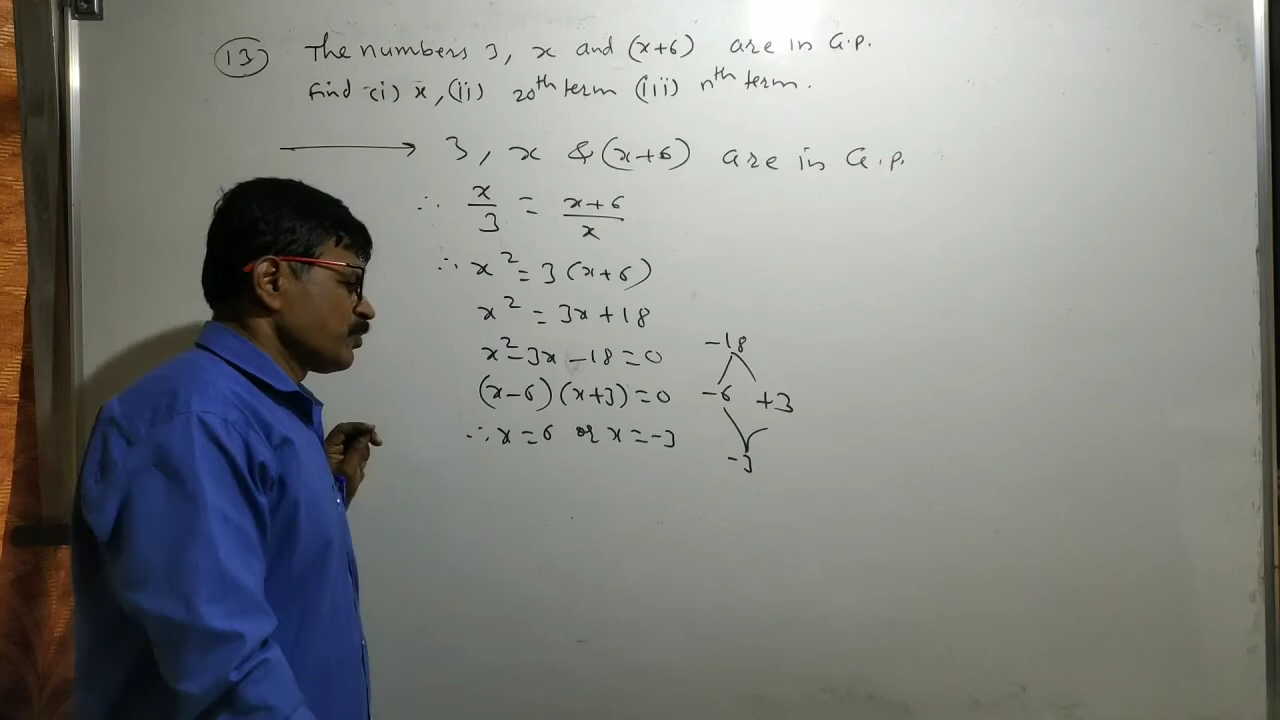 13) The numbers 3, x and (x+6) are in G.P.
Find (i) x, (ii) 20th term (iii) nth term.
→ 3, x & (x+6) are in G.P.
∴ x/3 = x+6/x
∴ x² = 3(x+6)
x² = 3x+18
x²-3x-18=0
(x-6)(x+3)=0
∴ x=6 or x=-3
-18
-6 +3
-3